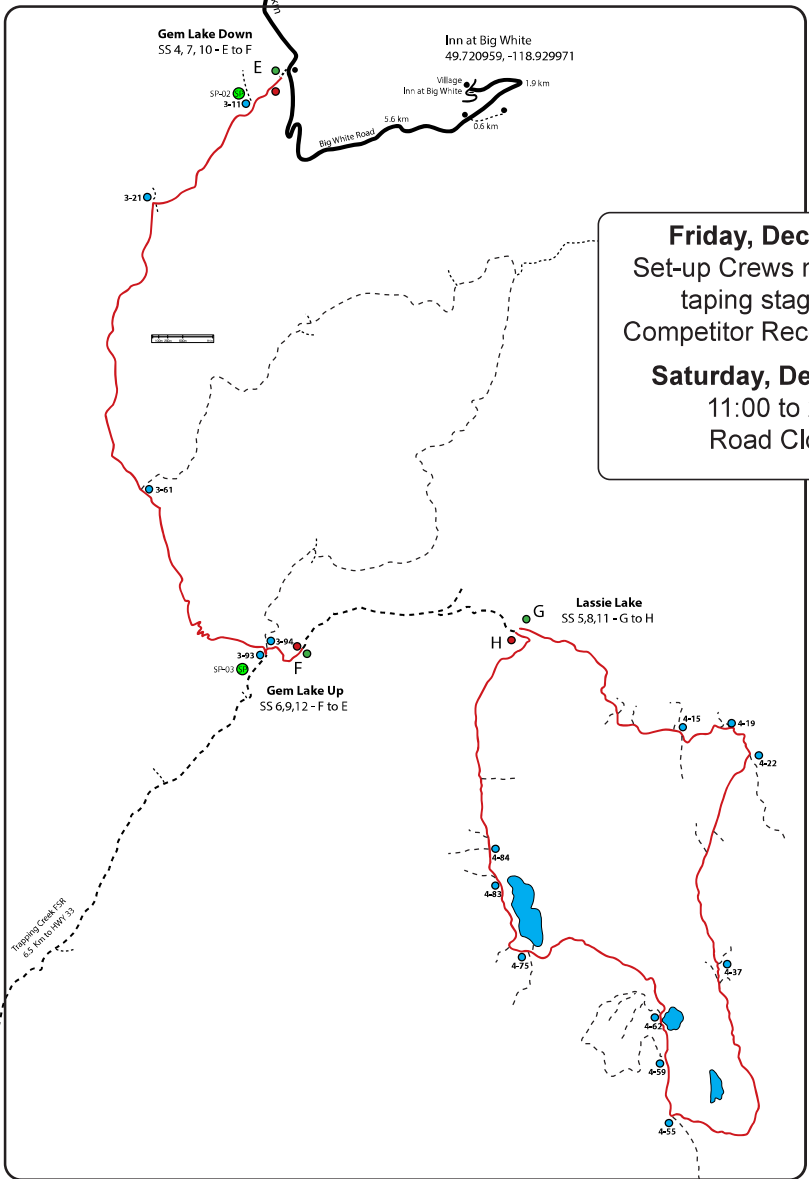 km
Gem Lake Down
SS 4, 7, 10 - E to F
E
SP-02
3-11
Inn at Big White
49.720959, -118.929971
Village
Inn at Big White
1.9 km
5.6 km
0.6 km
Big White Road
3-21
Friday, Dec
Set-up Crews
taping stag
Competitor Rec
Saturday, De
11:00 to
Road Clo
3-61
G
Lassie Lake
SS 5,8,11 - G to H
H
3-94
3-93
SP-03
F
Gem Lake Up
SS 6,9,12 - F to E
4-15
4-19
4-22
4-84
4-83
Trapping Creek FSR
6.5 Km to HWY 33
4-75
4-37
4-62
4-59
4-55